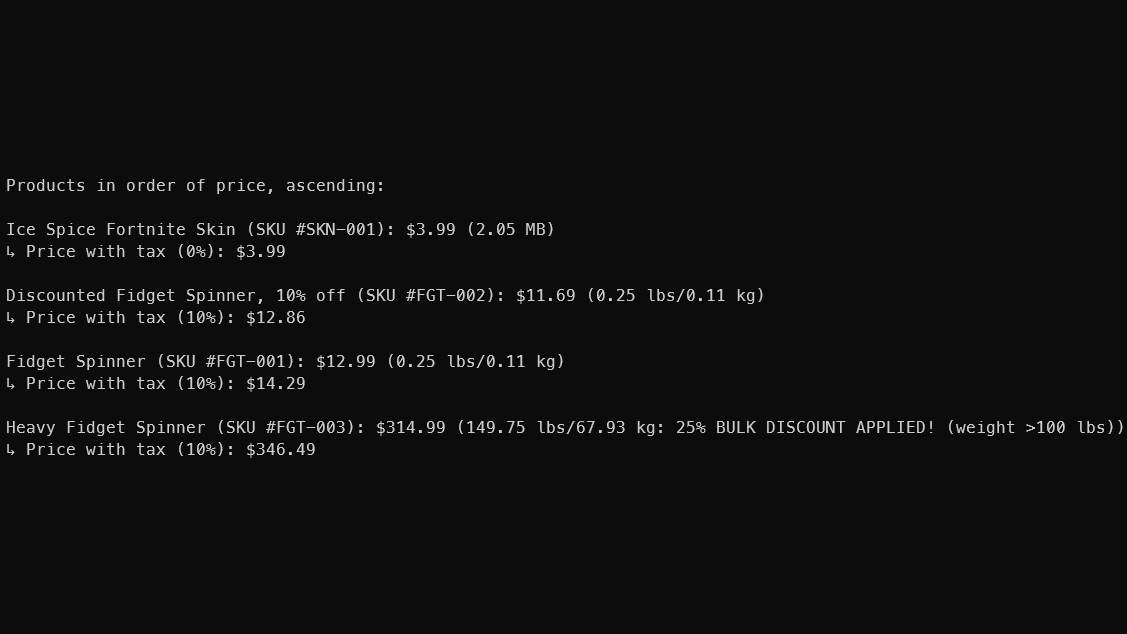 Products in order of price, ascending:
Ice Spice Fortnite Skin (SKU #SKN-001): $3.99 (2.05 MB)
↳ Price with tax (0%): $3.99
Discounted Fidget Spinner, 10% off (SKU #FGT-002): $11.69 (0.25 lbs/0.11 kg)
↳ Price with tax (10%): $12.86
Fidget Spinner (SKU #FGT-001): $12.99 (0.25 lbs/0.11 kg)
↳ Price with tax (10%): $14.29
Heavy Fidget Spinner (SKU #FGT-003): $314.99 (149.75 lbs/67.93 kg: 25% BULK DISCOUNT APPLIED! (weight >100 lbs))
↳ Price with tax (10%): $346.49